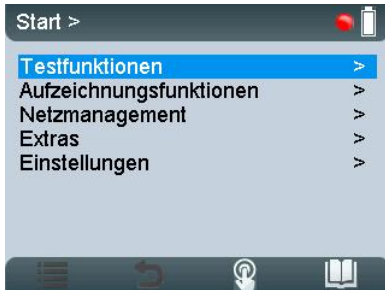 Start >
Testfunktionen >
Aufzeichnungsfunktionen >
Netzmanagement >
Extras >
Einstellungen >